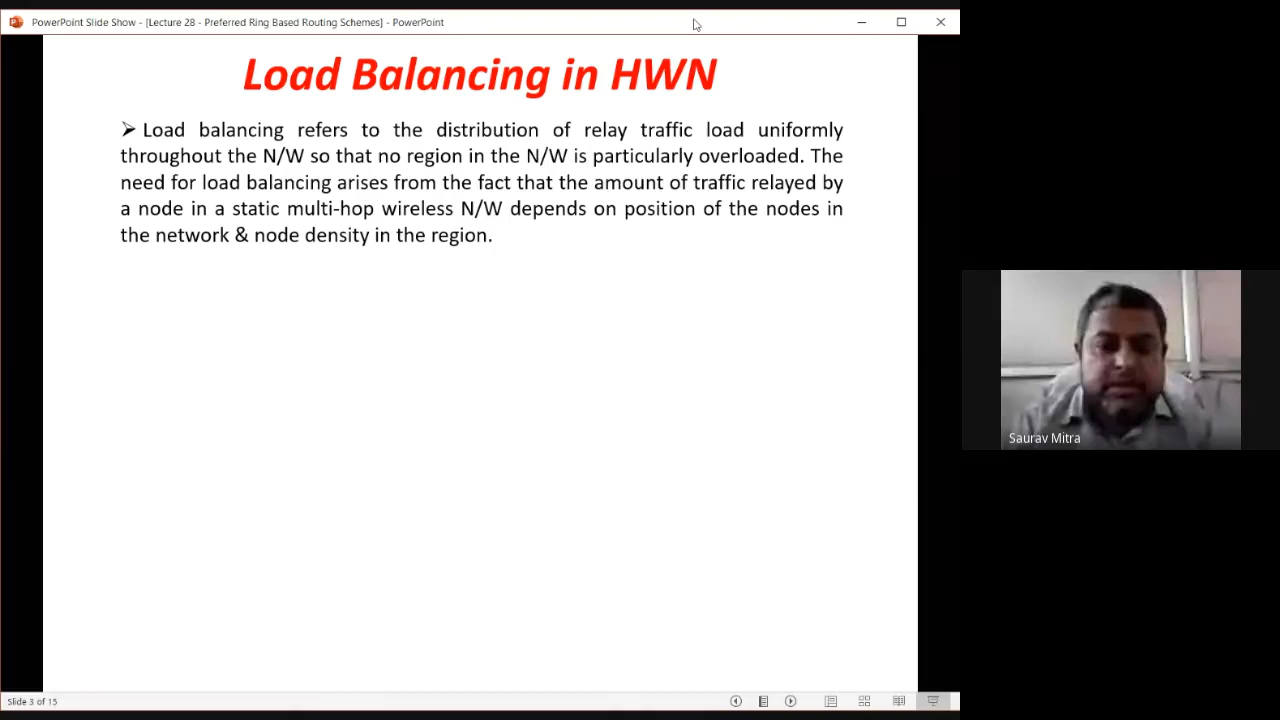 PowerPoint Slide Show - [Lecture 28 - Preferred Ring Based Routing Schemes] - PowerPoint
Load Balancing in HWN
➢ Load balancing refers to the distribution of relay traffic load uniformly
throughout the N/W so that no region in the N/W is particularly overloaded. The
need for load balancing arises from the fact that the amount of traffic relayed by
a node in a static multi-hop wireless N/W depends on position of the nodes in
the network & node density in the region.
Saurav Mitra
Slide 3 of 15